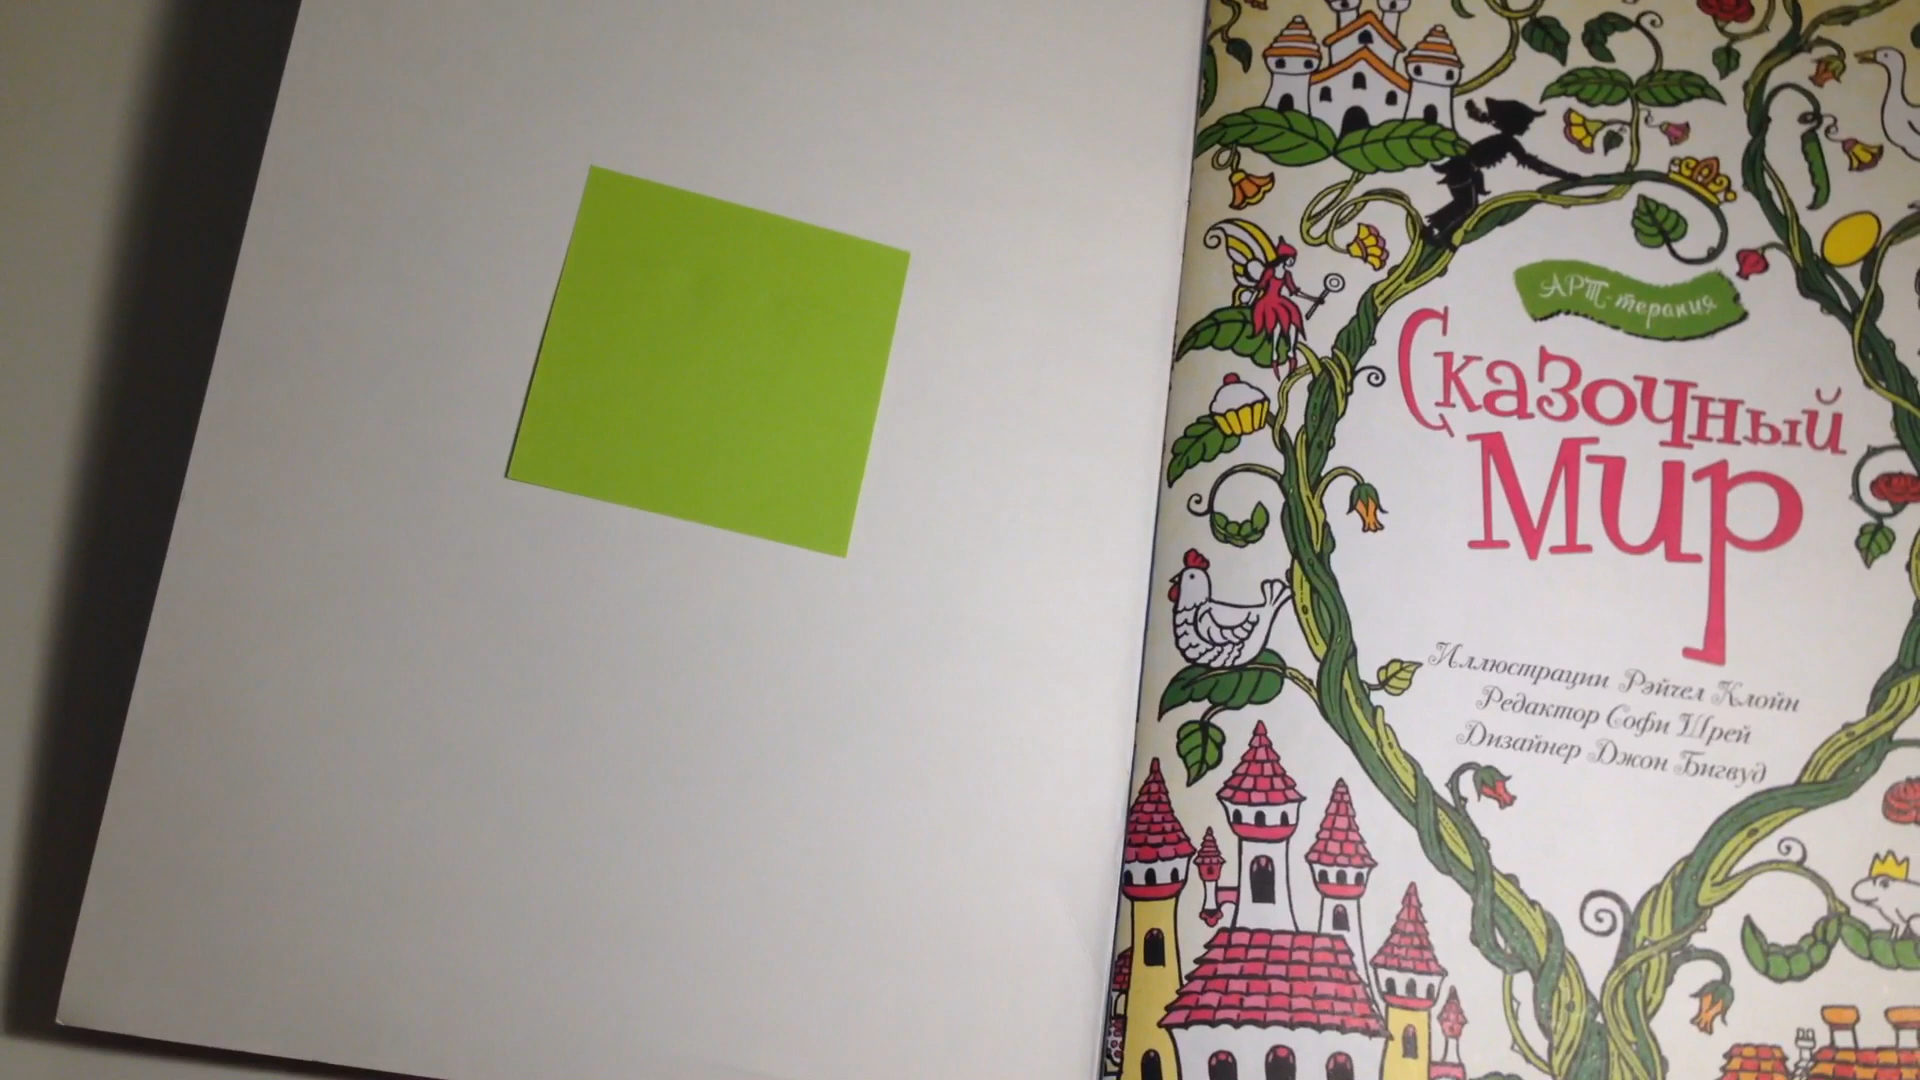 АРТ-терапия
Сказочный
Мир
Иллюстрации Рэйчел Клойн
Редактор Софи Шрей
Дизайнер Джон Бигвуд